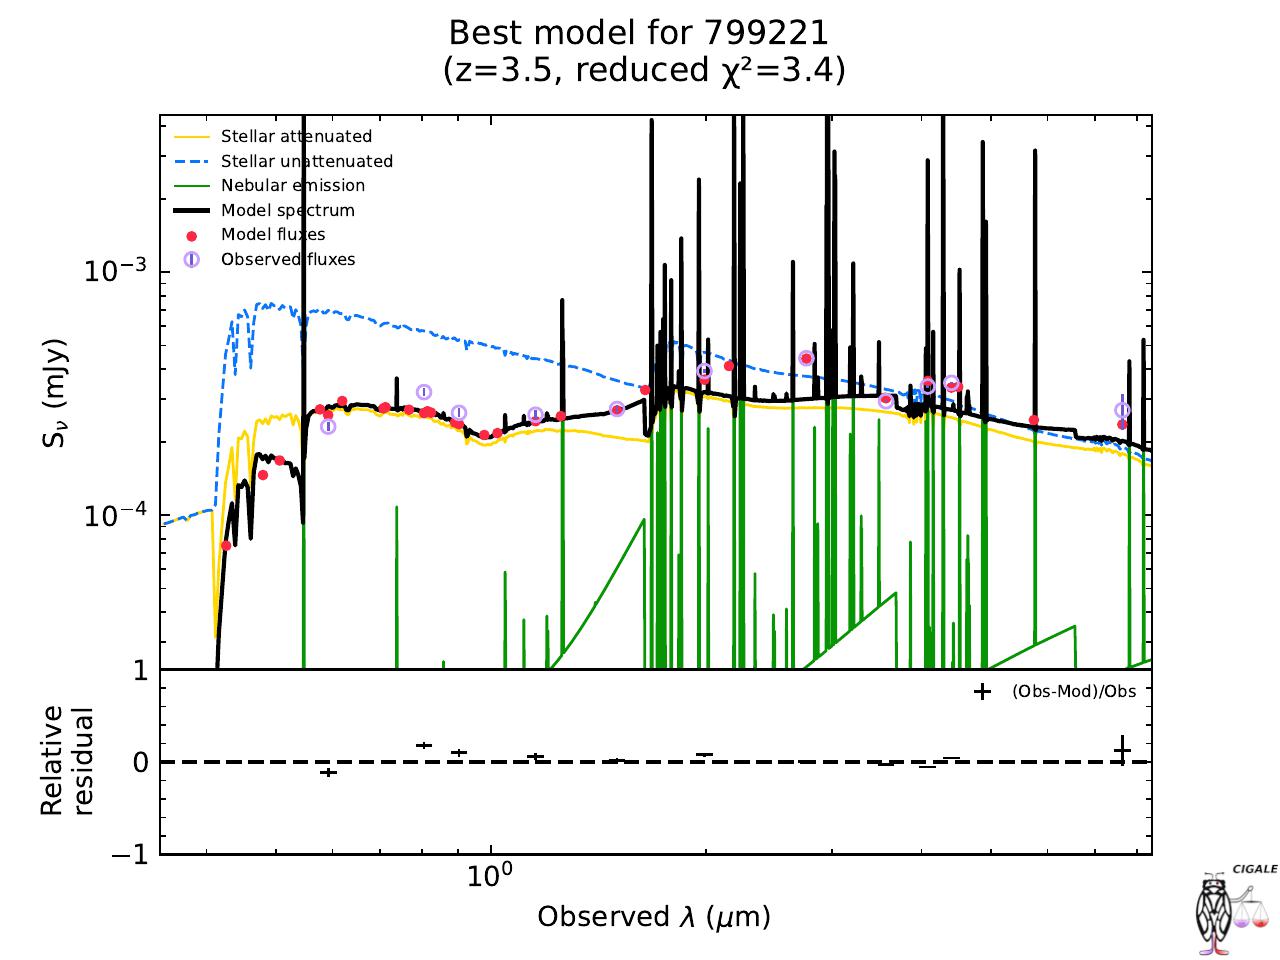 Best model for 799221
(z=3.5, reduced χ²=3.4)
Stellar attenuated
Stellar unattenuated
Nebular emission
Model spectrum
Model fluxes
Observed fluxes
10⁻³
10⁻⁴
S_ν (mJy)
1
0
−1
Relative
residual
(Obs-Mod)/Obs
10⁰
Observed λ (μm)
CIGALE